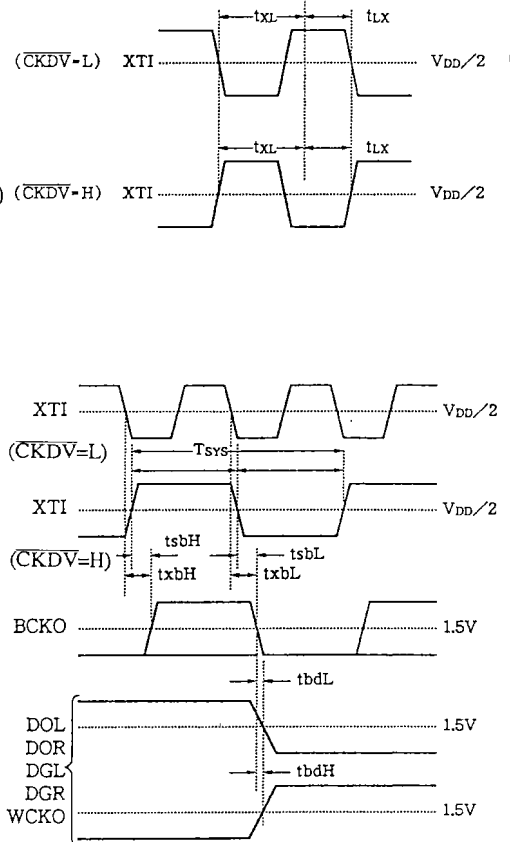 tXL tLX
(CKDV=L) XTI VDD/2
tXL tLX
) (CKDV=H) XTI VDD/2
XTI VDD/2
(CKDV=L) TSYS
XTI VDD/2
tsbH tsbL
(CKDV=H) txbH txbL
BCKO 1.5V
tbdL
DOL 1.5V
DOR
DGL tbdH
DGR
WCKO 1.5V